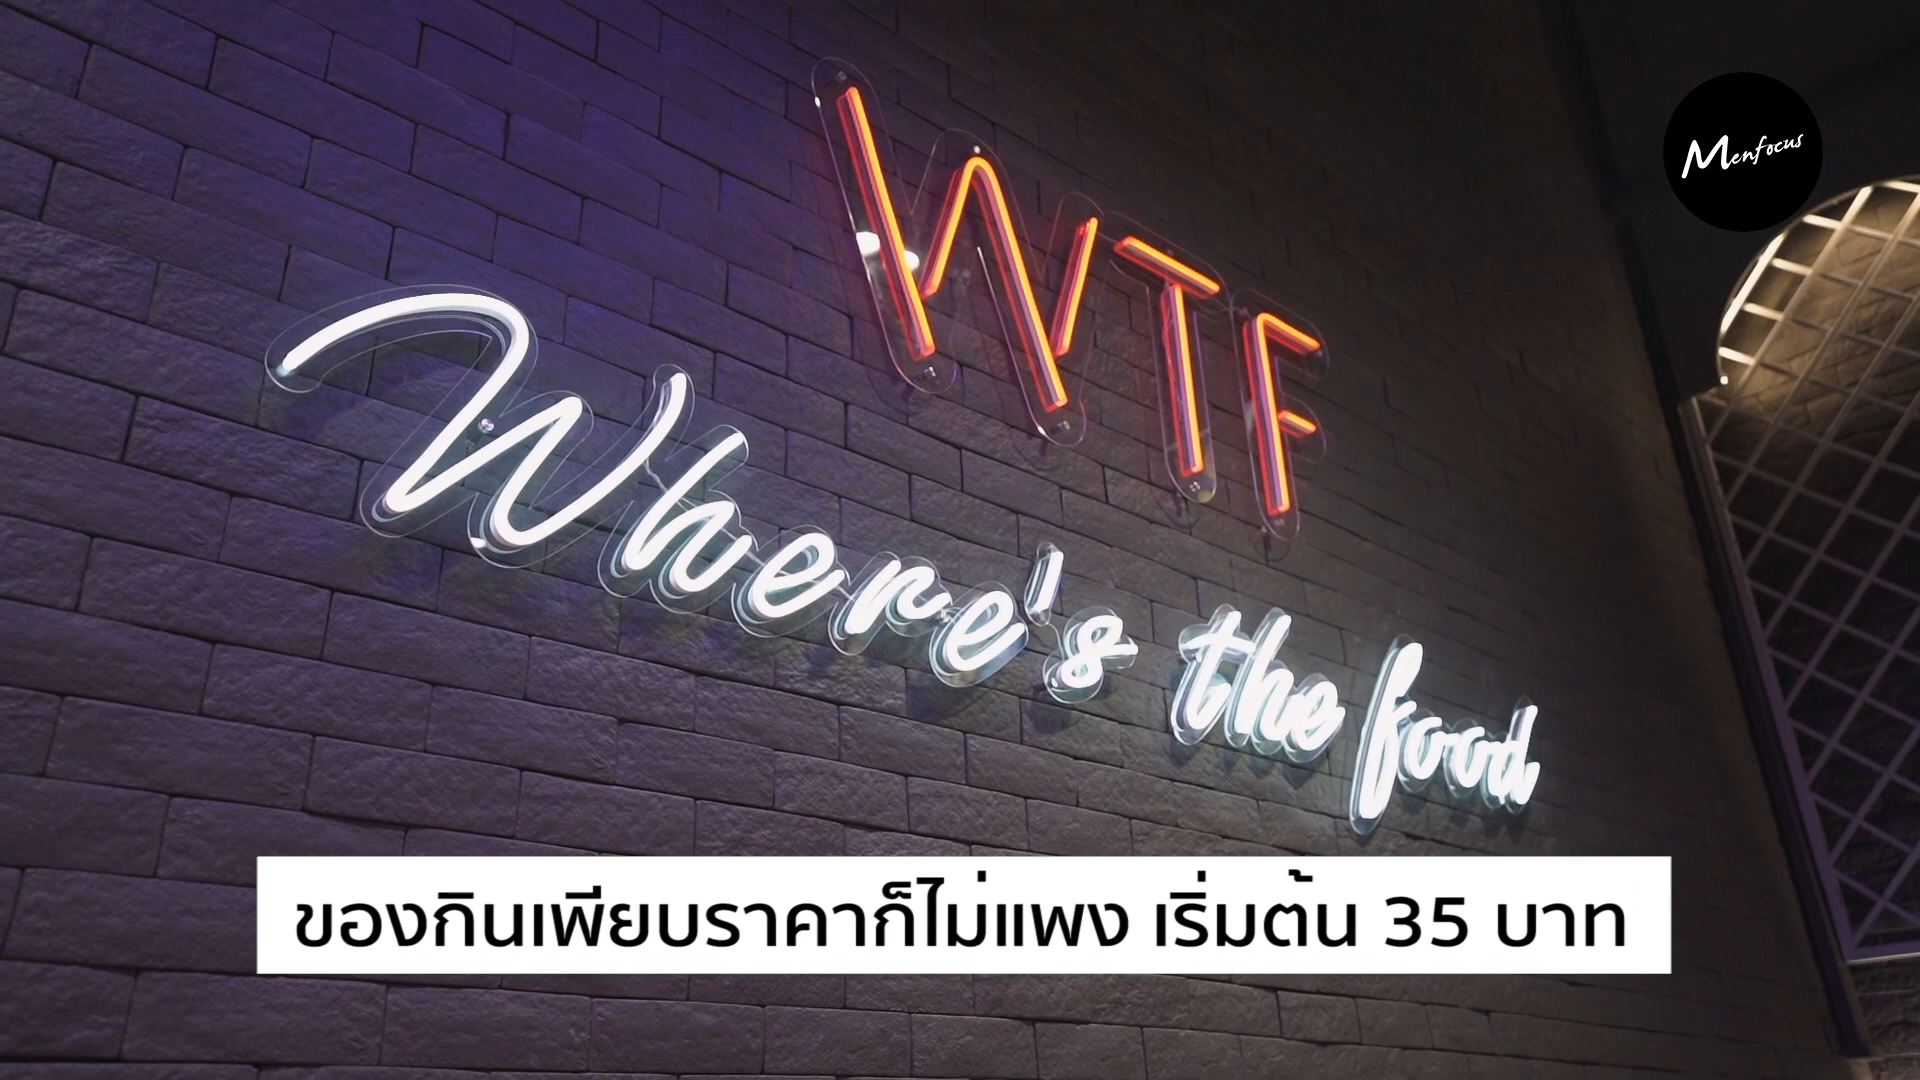 WTF
Where's the food
Menfocus
ของกินเพียบราคาก็ไม่แพง เริ่มต้น 35 บาท